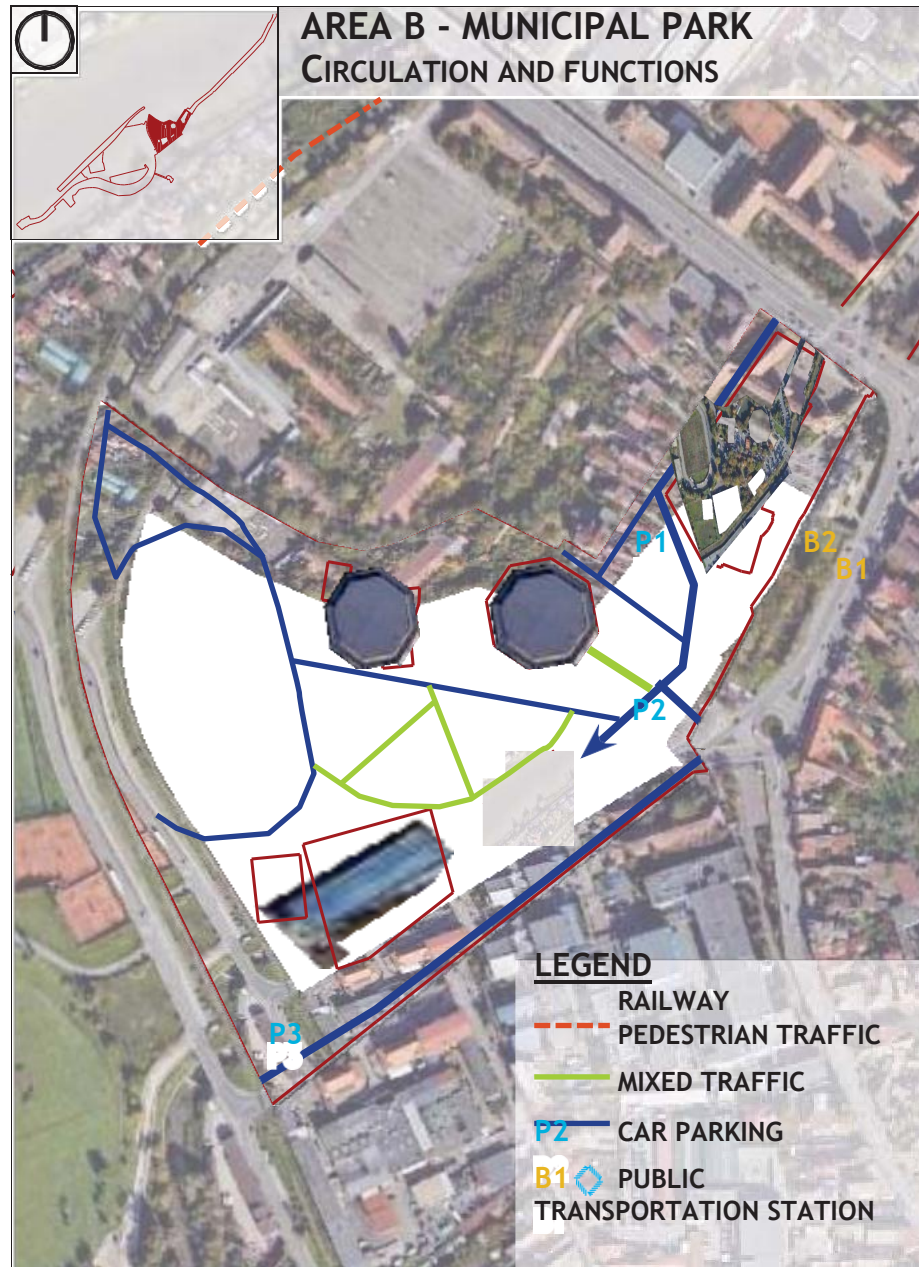 AREA B - MUNICIPAL PARK
CIRCULATION AND FUNCTIONS
P1
B2
B1
P2
P3
LEGEND
RAILWAY
PEDESTRIAN TRAFFIC
MIXED TRAFFIC
P2 CAR PARKING
B1 PUBLIC
TRANSPORTATION STATION